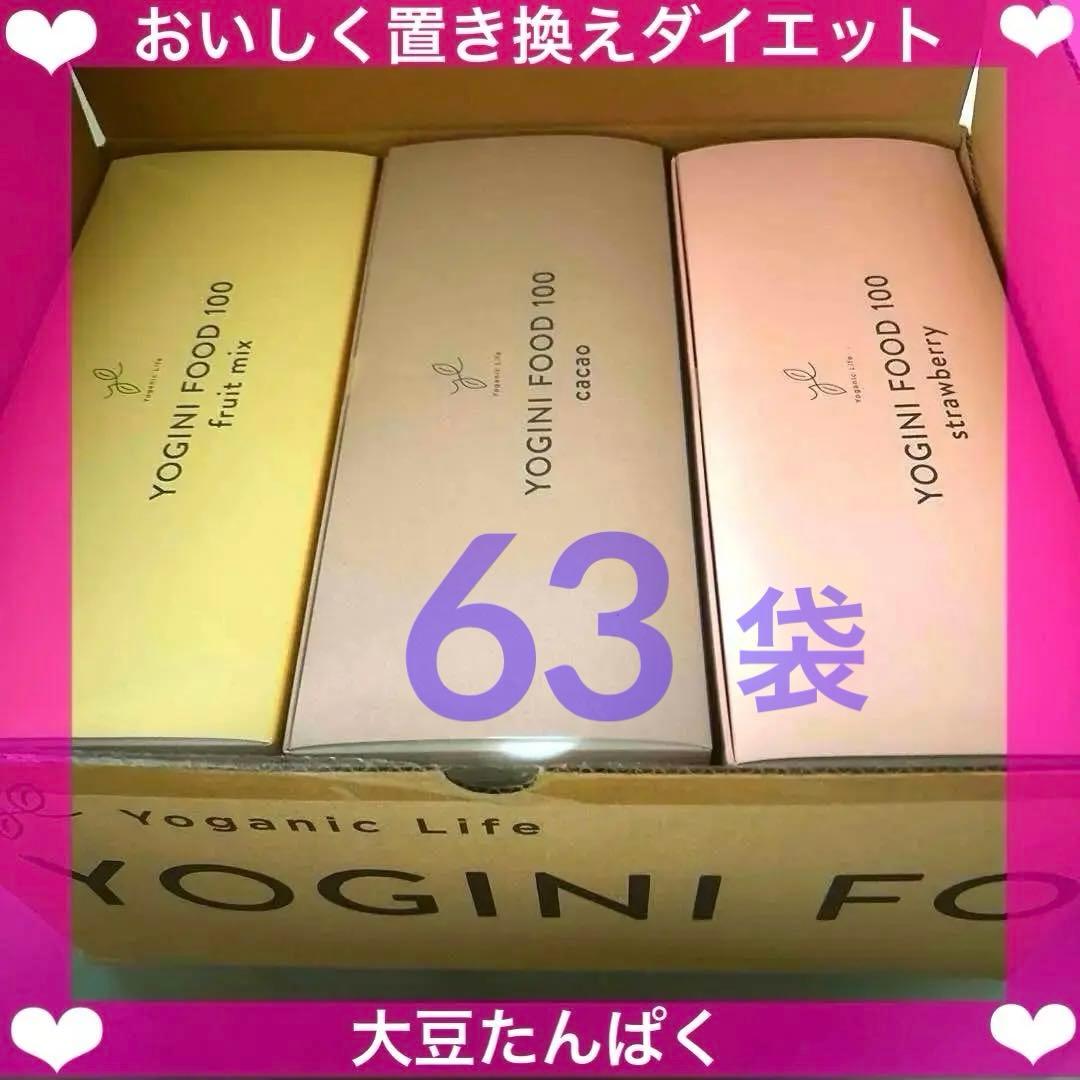 おいしく置き換えダイエット
Yoganic Life
YOGINI FOOD 100
fruit mix
Yoganic Life
YOGINI FOOD 100
cacao
Yoganic Life
YOGINI FOOD 100
strawberry
63 袋
Yoganic Life
YOGINI FO
大豆たんぱく